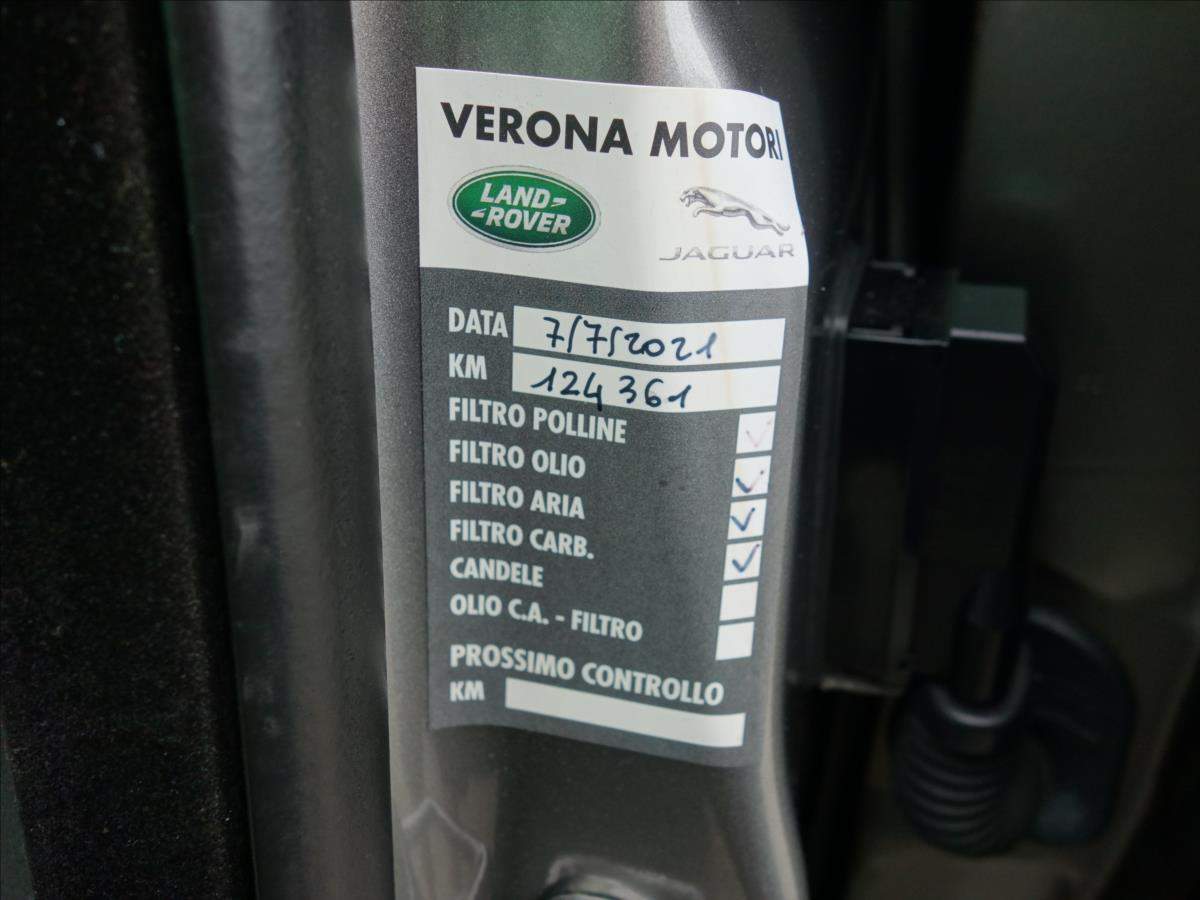 VERONA MOTORI
LAND ROVER
JAGUAR
DATA 7/7/2021
KM 124361
FILTRO POLLINE ✓
FILTRO OLIO ✓
FILTRO ARIA ✓
FILTRO CARB. ✓
CANDELE
OLIO C.A. - FILTRO
PROSSIMO CONTROLLO
KM